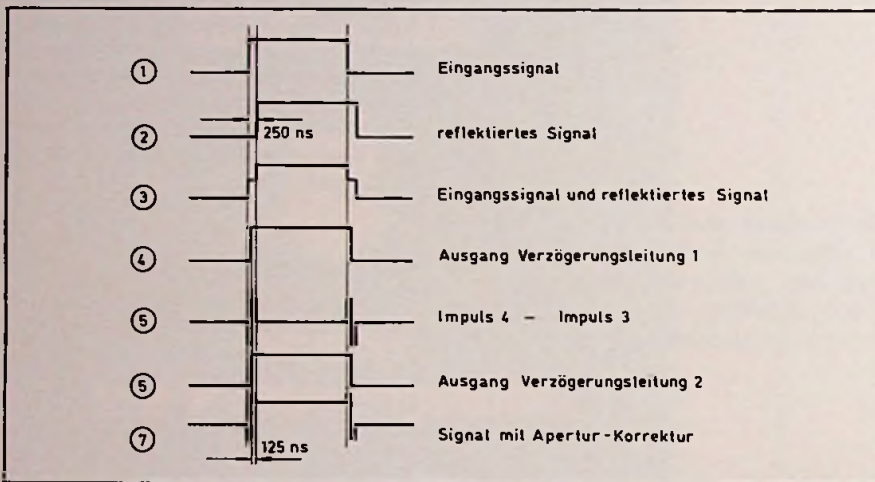 ① Eingangssignal
② 250 ns reflektiertes Signal
③ Eingangssignal und reflektiertes Signal
④ Ausgang Verzögerungsleitung 1
⑤ Impuls 4 – Impuls 3
⑤ Ausgang Verzögerungsleitung 2
⑦ Signal mit Apertur-Korrektur
125 ns